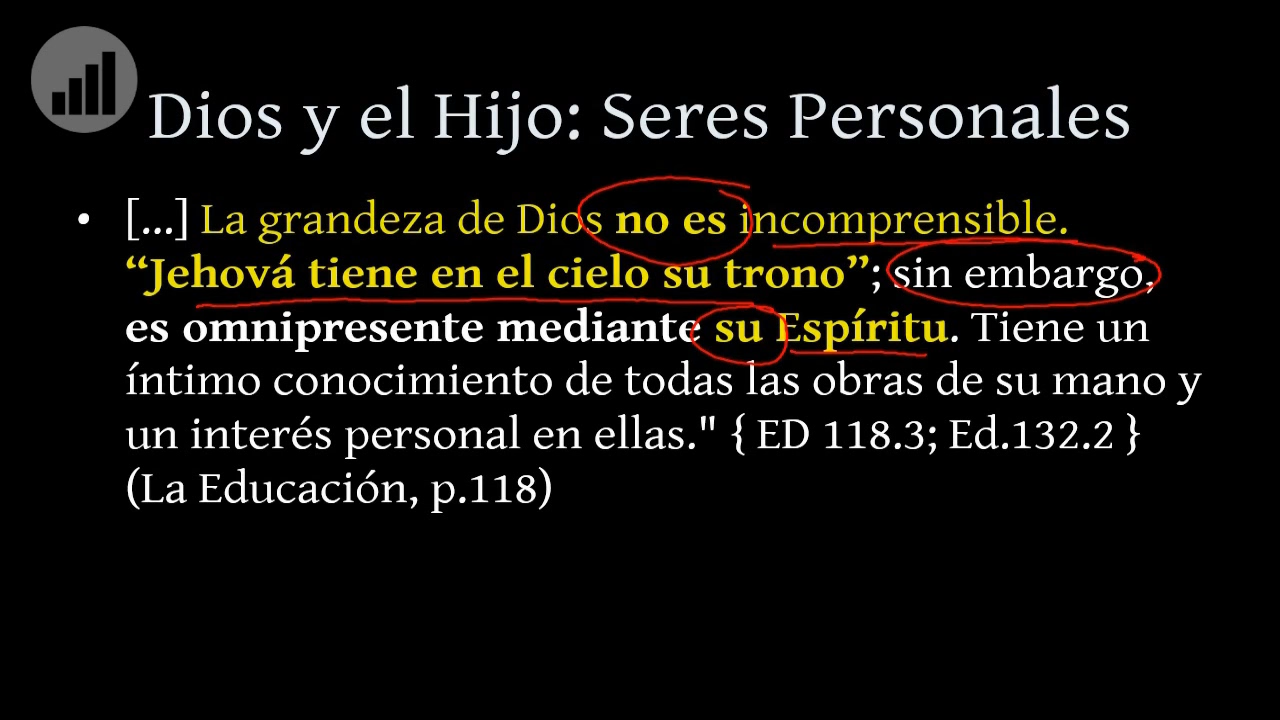 Dios y el Hijo: Seres Personales
• [...] La grandeza de Dios no es incomprensible.
“Jehová tiene en el cielo su trono”; sin embargo,
es omnipresente mediante su Espíritu. Tiene un
íntimo conocimiento de todas las obras de su mano y
un interés personal en ellas." { ED 118.3; Ed.132.2 }
(La Educación, p.118)